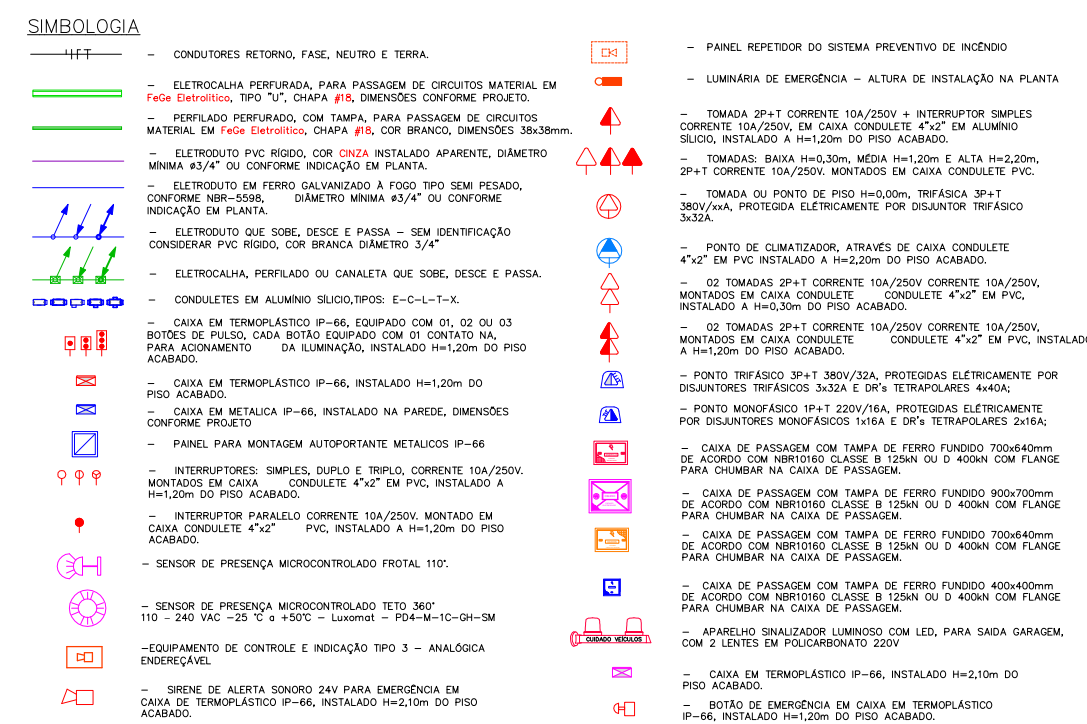 SIMBOLOGIA
— CONDUTORES RETORNO, FASE, NEUTRO E TERRA.
— ELETROCALHA PERFURADA, PARA PASSAGEM DE CIRCUITOS MATERIAL EM
FeGe Eletrolítico, TIPO "U", CHAPA #18, DIMENSÕES CONFORME PROJETO.
— PERFILADO PERFURADO, COM TAMPA, PARA PASSAGEM DE CIRCUITOS
MATERIAL EM FeGe Eletrolítico, CHAPA #18, COR BRANCO, DIMENSÕES 38x38mm.
— ELETRODUTO PVC RÍGIDO, COR CINZA INSTALADO APARENTE, DIÂMETRO
MÍNIMA ø3/4" OU CONFORME INDICAÇÃO EM PLANTA.
— ELETRODUTO EM FERRO GALVANIZADO À FOGO TIPO SEMI PESADO,
CONFORME NBR—5598, DIÂMETRO MÍNIMA ø3/4" OU CONFORME
INDICAÇÃO EM PLANTA.
— ELETRODUTO QUE SOBE, DESCE E PASSA — SEM IDENTIFICAÇÃO
CONSIDERAR PVC RÍGIDO, COR BRANCA DIÂMETRO 3/4"
— ELETROCALHA, PERFILADO OU CANALETA QUE SOBE, DESCE E PASSA.
— CONDULETES EM ALUMÍNIO SÍLICIO,TIPOS: E—C—L—T—X.
— CAIXA EM TERMOPLÁSTICO IP—66, EQUIPADO COM 01, 02 OU 03
BOTÕES DE PULSO, CADA BOTÃO EQUIPADO COM 01 CONTATO NA,
PARA ACIONAMENTO DA ILUMINAÇÃO, INSTALADO H=1,20m DO PISO
ACABADO.
— CAIXA EM TERMOPLÁSTICO IP—66, INSTALADO H=1,20m DO
PISO ACABADO.
— CAIXA EM METALICA IP—66, INSTALADO NA PAREDE, DIMENSÕES
CONFORME PROJETO
— PAINEL PARA MONTAGEM AUTOPORTANTE METALICOS IP—66
— INTERRUPTORES: SIMPLES, DUPLO E TRIPLO, CORRENTE 10A/250V.
MONTADOS EM CAIXA CONDULETE 4"x2" EM PVC, INSTALADO A
H=1,20m DO PISO ACABADO.
— INTERRUPTOR PARALELO CORRENTE 10A/250V. MONTADO EM
CAIXA CONDULETE 4"x2" PVC, INSTALADO A H=1,20m DO PISO
ACABADO.
— SENSOR DE PRESENÇA MICROCONTROLADO FROTAL 110°.
— SENSOR DE PRESENÇA MICROCONTROLADO TETO 360°
110 – 240 VAC —25 °C a +50°C — Luxomat — PD4—M—1C—GH—SM
—EQUIPAMENTO DE CONTROLE E INDICAÇÃO TIPO 3 — ANALÓGICA
ENDEREÇÁVEL
— SIRENE DE ALERTA SONORO 24V PARA EMERGÊNCIA EM
CAIXA DE TERMOPLÁSTICO IP—66, INSTALADO H=2,10m DO PISO
ACABADO.
— PAINEL REPETIDOR DO SISTEMA PREVENTIVO DE INCÊNDIO
— LUMINÁRIA DE EMERGÊNCIA — ALTURA DE INSTALAÇÃO NA PLANTA
— TOMADA 2P+T CORRENTE 10A/250V + INTERRUPTOR SIMPLES
CORRENTE 10A/250V, EM CAIXA CONDULETE 4"x2" EM ALUMÍNIO
SÍLICIO, INSTALADO A H=1,20m DO PISO ACABADO.
— TOMADAS: BAIXA H=0,30m, MÉDIA H=1,20m E ALTA H=2,20m,
2P+T CORRENTE 10A/250V. MONTADOS EM CAIXA CONDULETE PVC.
— TOMADA OU PONTO DE PISO H=0,00m, TRIFÁSICA 3P+T
380V/xxA, PROTEGIDA ELÉTRICAMENTE POR DISJUNTOR TRIFÁSICO
3x32A.
— PONTO DE CLIMATIZADOR, ATRAVÉS DE CAIXA CONDULETE
4"x2" EM PVC INSTALADO A H=2,20m DO PISO ACABADO.
— 02 TOMADAS 2P+T CORRENTE 10A/250V CORRENTE 10A/250V,
MONTADOS EM CAIXA CONDULETE CONDULETE 4"x2" EM PVC,
INSTALADO A H=0,30m DO PISO ACABADO.
— 02 TOMADAS 2P+T CORRENTE 10A/250V CORRENTE 10A/250V,
MONTADOS EM CAIXA CONDULETE CONDULETE 4"x2" EM PVC, INSTALADO
A H=1,20m DO PISO ACABADO.
— PONTO TRIFÁSICO 3P+T 380V/32A, PROTEGIDAS ELÉTRICAMENTE POR
DISJUNTORES TRIFÁSICOS 3x32A E DR's TETRAPOLARES 4x40A;
— PONTO MONOFÁSICO 1P+T 220V/16A, PROTEGIDAS ELÉTRICAMENTE
POR DISJUNTORES MONOFÁSICOS 1x16A E DR's TETRAPOLARES 2x16A;
— CAIXA DE PASSAGEM COM TAMPA DE FERRO FUNDIDO 700x640mm
DE ACORDO COM NBR10160 CLASSE B 125kN OU D 400kN COM FLANGE
PARA CHUMBAR NA CAIXA DE PASSAGEM.
— CAIXA DE PASSAGEM COM TAMPA DE FERRO FUNDIDO 900x700mm
DE ACORDO COM NBR10160 CLASSE B 125kN OU D 400kN COM FLANGE
PARA CHUMBAR NA CAIXA DE PASSAGEM.
— CAIXA DE PASSAGEM COM TAMPA DE FERRO FUNDIDO 700x640mm
DE ACORDO COM NBR10160 CLASSE B 125kN OU D 400kN COM FLANGE
PARA CHUMBAR NA CAIXA DE PASSAGEM.
— CAIXA DE PASSAGEM COM TAMPA DE FERRO FUNDIDO 400x400mm
DE ACORDO COM NBR10160 CLASSE B 125kN OU D 400kN COM FLANGE
PARA CHUMBAR NA CAIXA DE PASSAGEM.
CUIDADO VEÍCULOS
— APARELHO SINALIZADOR LUMINOSO COM LED, PARA SAIDA GARAGEM,
COM 2 LENTES EM POLICARBONATO 220V
— CAIXA EM TERMOPLÁSTICO IP—66, INSTALADO H=2,10m DO
PISO ACABADO.
— BOTÃO DE EMERGÊNCIA EM CAIXA EM TERMOPLÁSTICO
IP—66, INSTALADO H=1,20m DO PISO ACABADO.